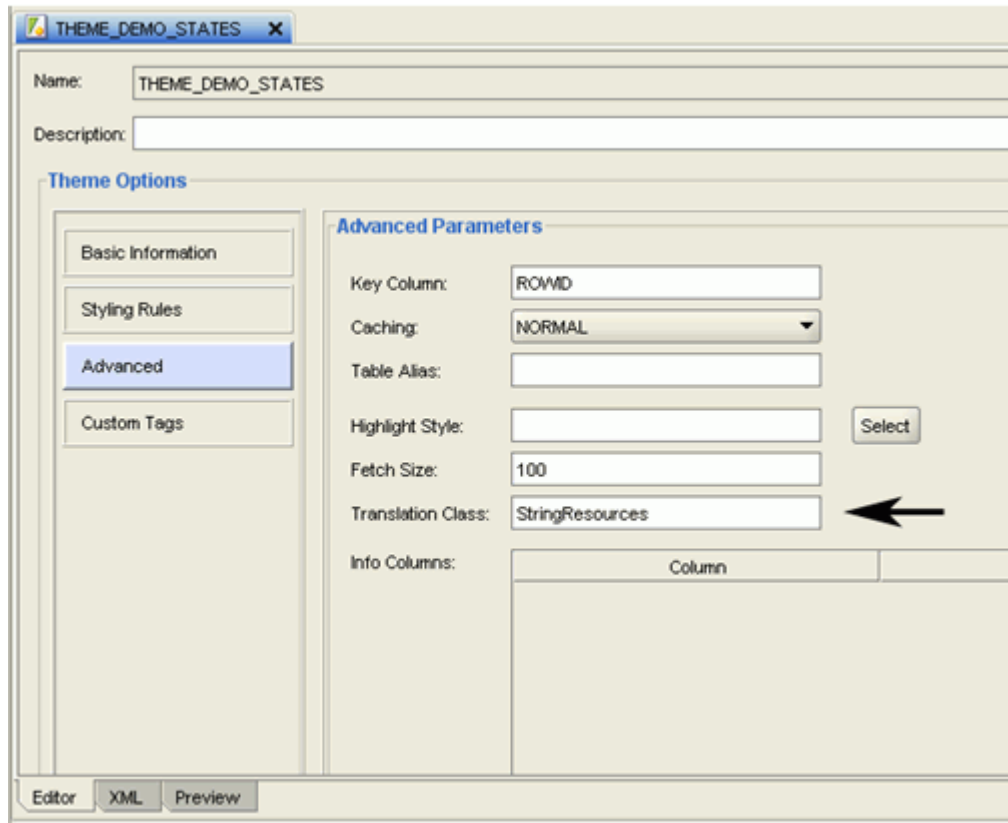 THEME_DEMO_STATES
Name: THEME_DEMO_STATES
Description:
Theme Options
Basic Information
Styling Rules
Advanced
Custom Tags
Advanced Parameters
Key Column: ROWID
Caching: NORMAL
Table Alias:
Highlight Style: Select
Fetch Size: 100
Translation Class: StringResources
Info Columns: Column
Editor XML Preview